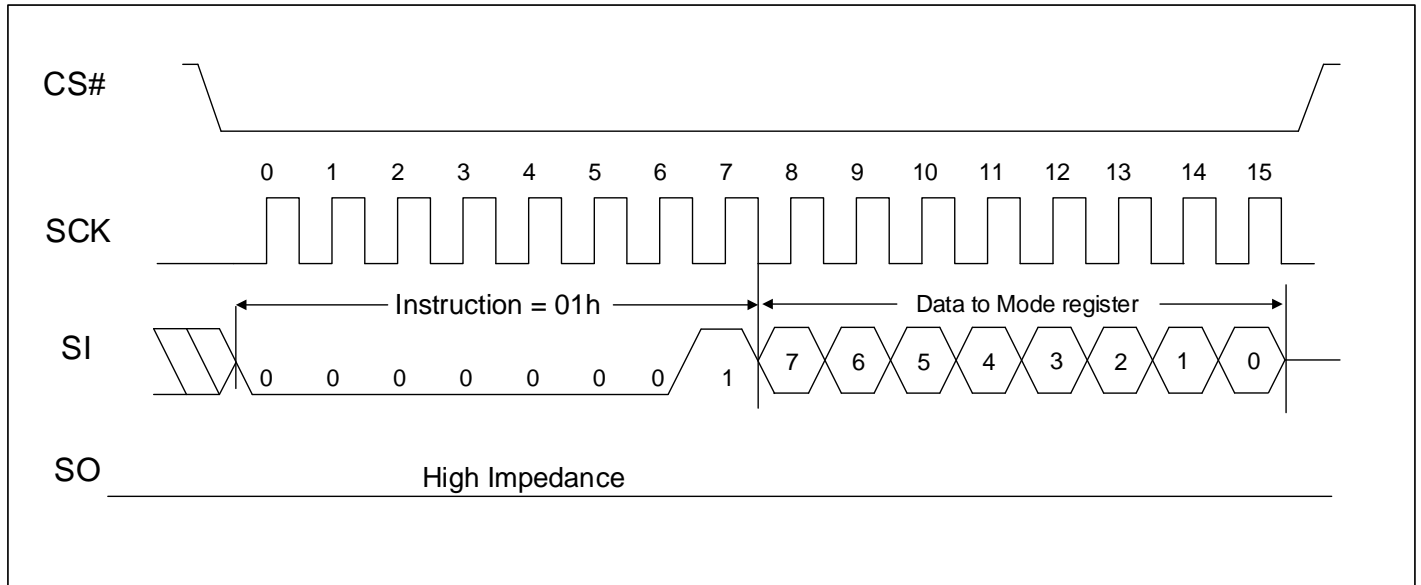 CS#
0 1 2 3 4 5 6 7 8 9 10 11 12 13 14 15
SCK
Instruction = 01h Data to Mode register
SI
0 0 0 0 0 0 0 1 7 6 5 4 3 2 1 0
SO
High Impedance